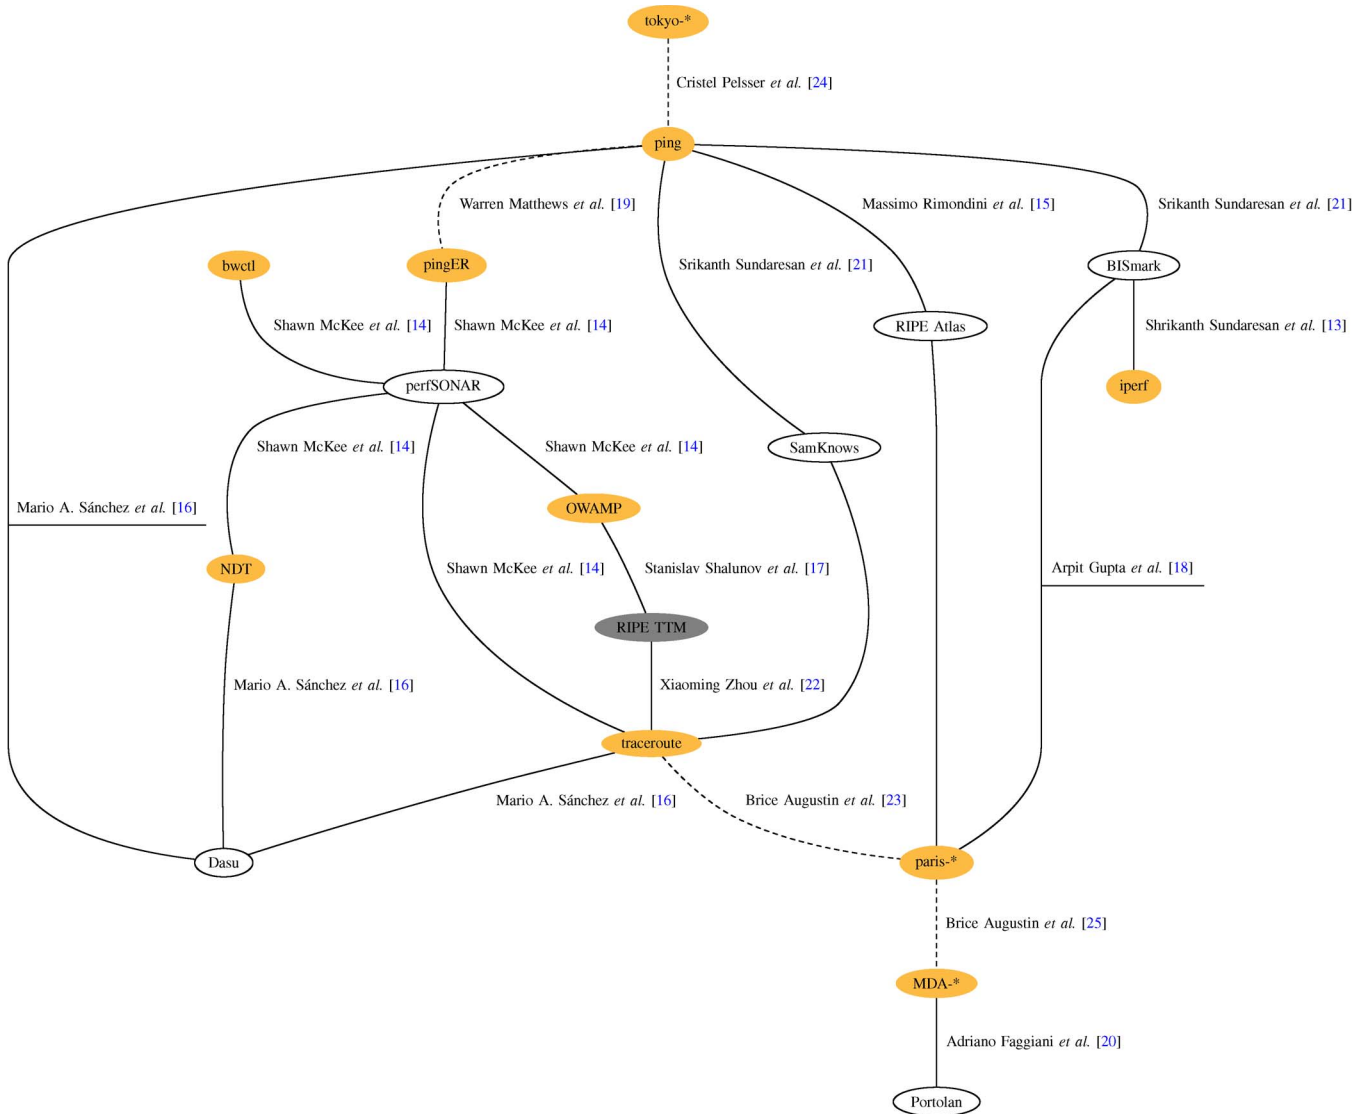 tokyo-*
Cristel Pelsser et al. [24]
ping
Warren Matthews et al. [19]
Massimo Rimondini et al. [15]
Srikanth Sundaresan et al. [21]
bwctl
pingER
Srikanth Sundaresan et al. [21]
BISmark
Shawn McKee et al. [14]
Shawn McKee et al. [14]
RIPE Atlas
Shrikanth Sundaresan et al. [13]
perfSONAR
iperf
Shawn McKee et al. [14]
Shawn McKee et al. [14]
SamKnows
Mario A. Sánchez et al. [16]
OWAMP
NDT
Shawn McKee et al. [14]
Stanislav Shalunov et al. [17]
Arpit Gupta et al. [18]
RIPE TTM
Mario A. Sánchez et al. [16]
Xiaoming Zhou et al. [22]
traceroute
Mario A. Sánchez et al. [16]
Brice Augustin et al. [23]
Dasu
paris-*
Brice Augustin et al. [25]
MDA-*
Adriano Faggiani et al. [20]
Portolan